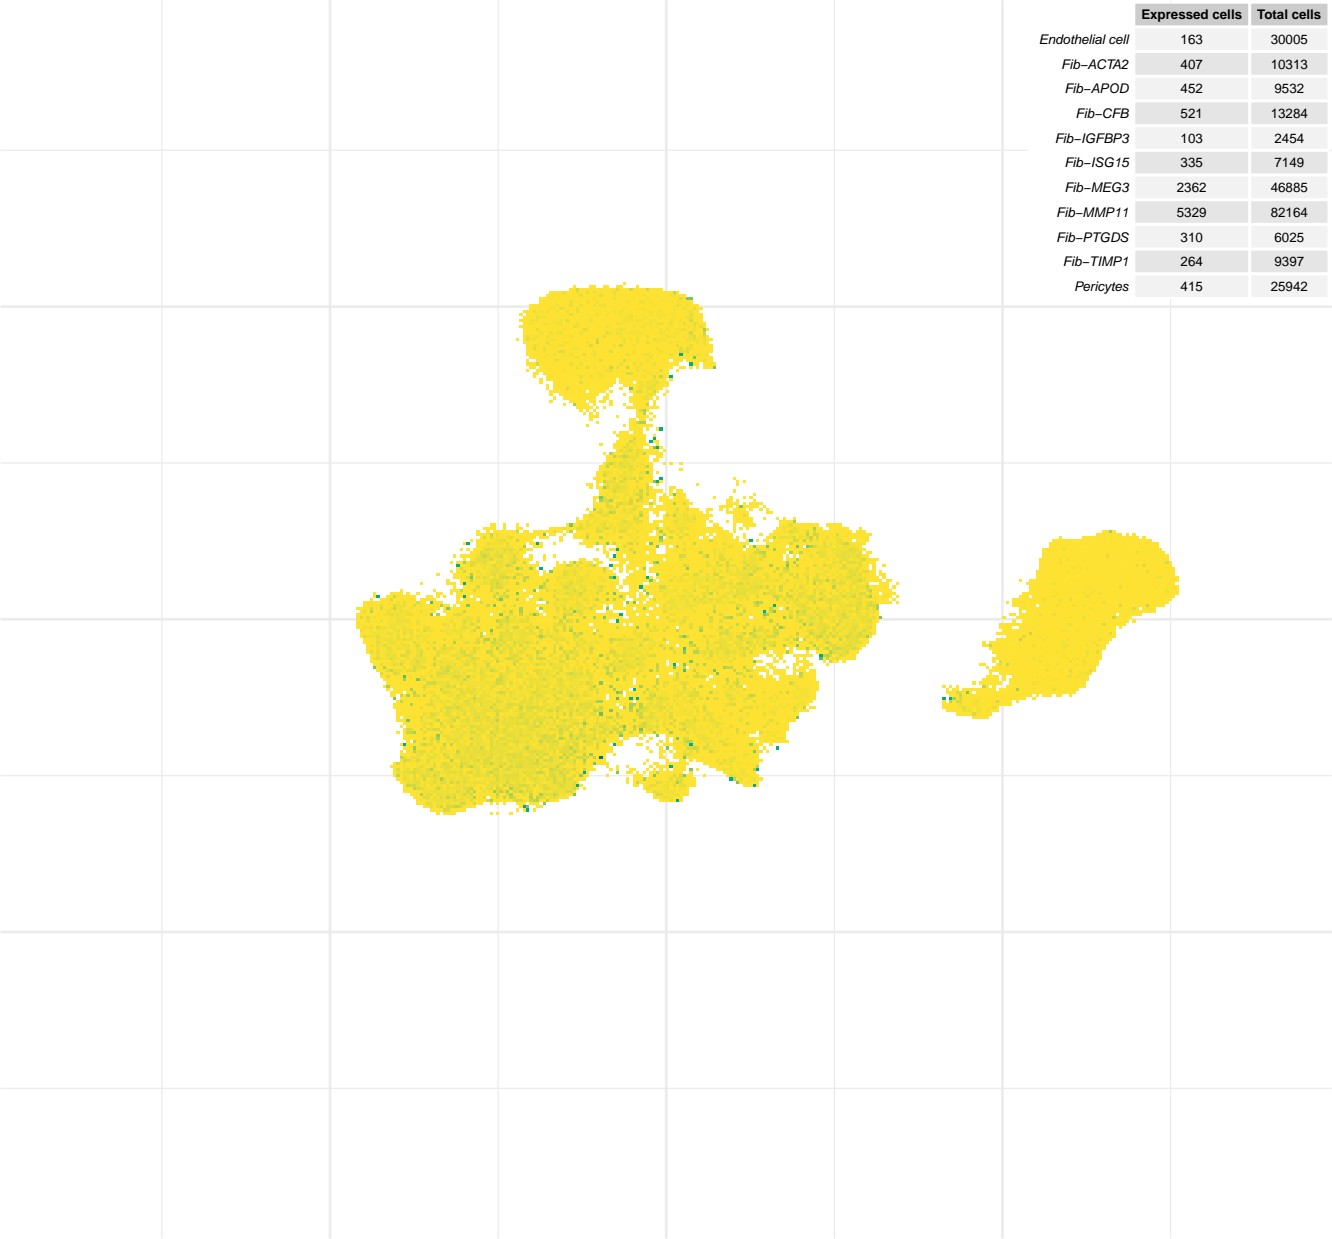 Expressed cells Total cells
Endothelial cell 163 30005
Fib−ACTA2 407 10313
Fib−APOD 452 9532
Fib−CFB 521 13284
Fib−IGFBP3 103 2454
Fib−ISG15 335 7149
Fib−MEG3 2362 46885
Fib−MMP11 5329 82164
Fib−PTGDS 310 6025
Fib−TIMP1 264 9397
Pericytes 415 25942